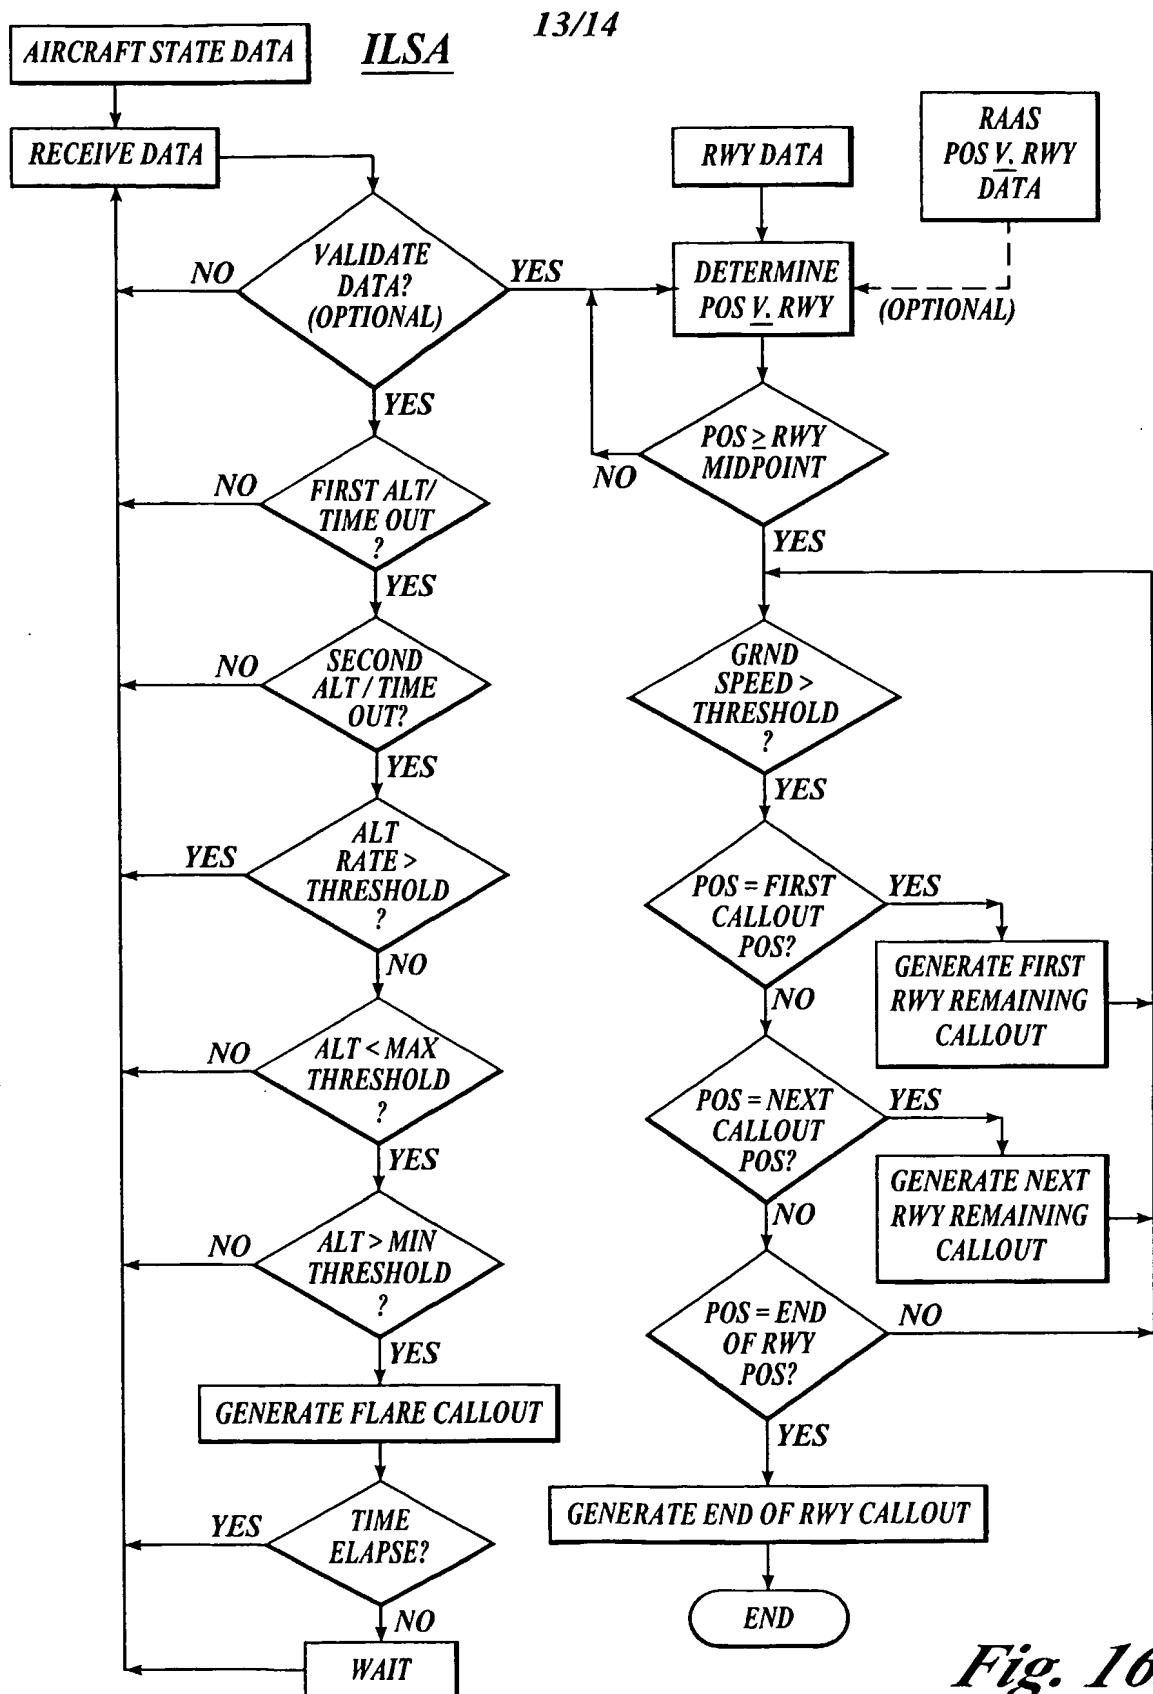 13/14
ILSA
AIRCRAFT STATE DATA
RECEIVE DATA
VALIDATE
DATA?
(OPTIONAL)
NO
YES
YES
FIRST ALT/
TIME OUT
?
NO
YES
SECOND
ALT / TIME
OUT?
NO
YES
ALT
RATE >
THRESHOLD
?
YES
NO
ALT < MAX
THRESHOLD
?
NO
YES
ALT > MIN
THRESHOLD
?
NO
YES
GENERATE FLARE CALLOUT
TIME
ELAPSE?
YES
NO
WAIT
RWY DATA
RAAS
POS V. RWY
DATA
(OPTIONAL)
DETERMINE
POS V. RWY
POS ≥ RWY
MIDPOINT
NO
YES
GRND
SPEED >
THRESHOLD
?
YES
POS = FIRST
CALLOUT
POS?
YES
GENERATE FIRST
RWY REMAINING
CALLOUT
NO
POS = NEXT
CALLOUT
POS?
YES
GENERATE NEXT
RWY REMAINING
CALLOUT
NO
POS = END
OF RWY
POS?
NO
YES
GENERATE END OF RWY CALLOUT
END
Fig. 16